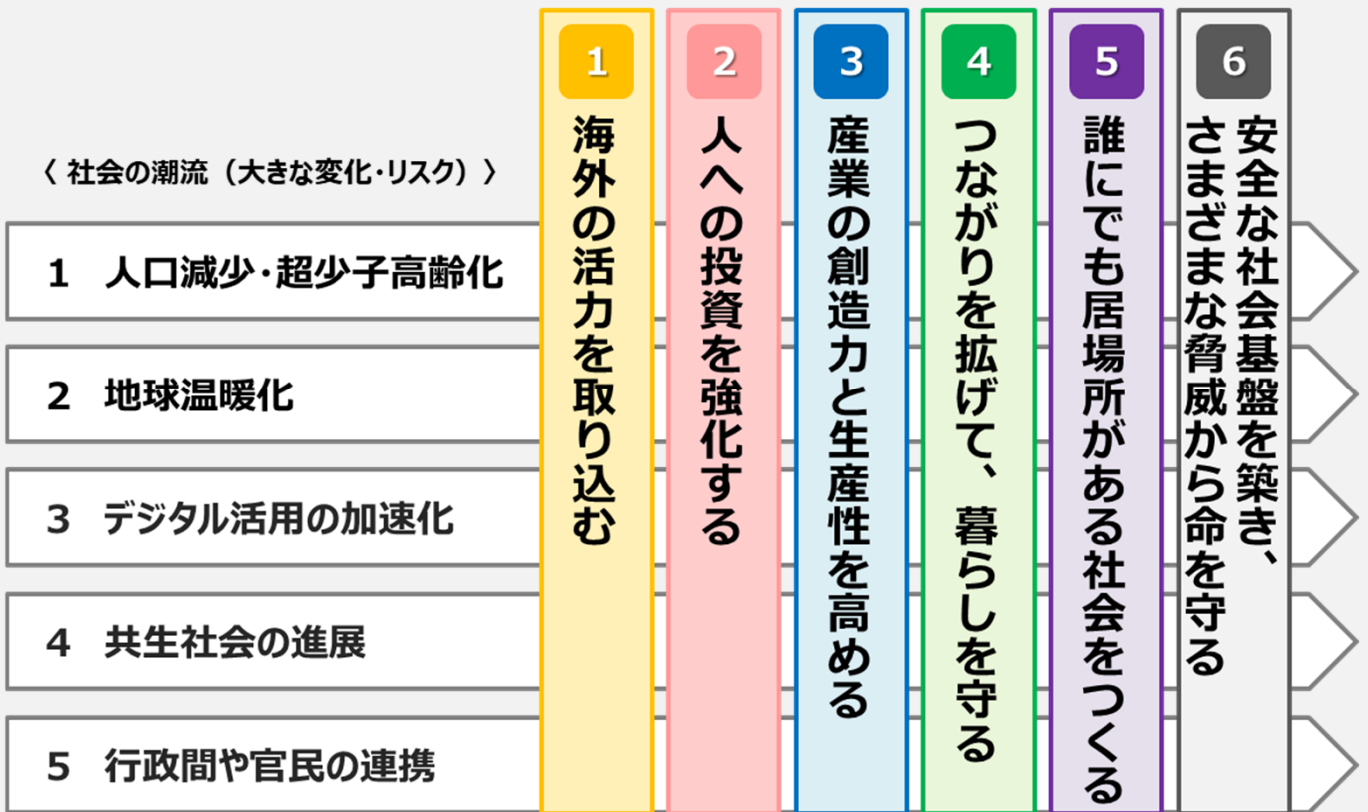 〈 社会の潮流（大きな変化・リスク）〉
1 人口減少・超少子高齢化
2 地球温暖化
3 デジタル活用の加速化
4 共生社会の進展
5 行政間や官民の連携
1
海外の活力を取り込む
2
人への投資を強化する
3
産業の創造力と生産性を高める
4
つながりを拡げて、暮らしを守る
5
誰にでも居場所がある社会をつくる
6
安全な社会基盤を築き、
さまざまな脅威から命を守る